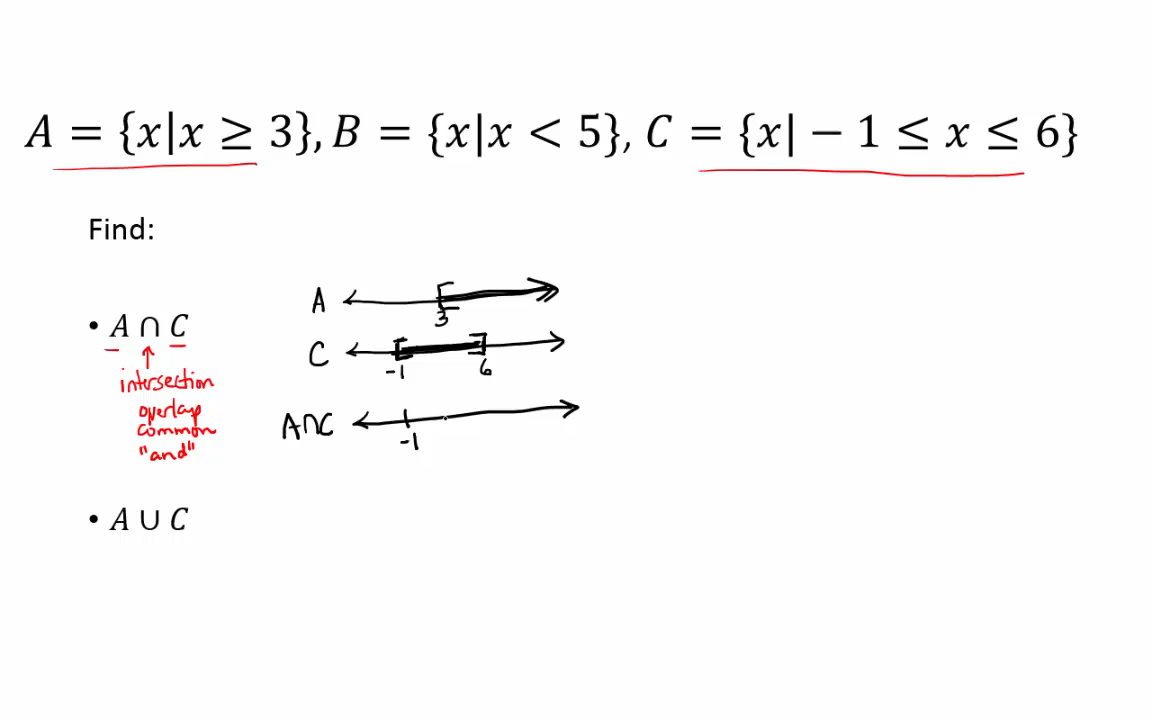 A = {x|x ≥ 3}, B = {x|x < 5}, C = {x| − 1 ≤ x ≤ 6}
Find:
A
3
• A ∩ C
C
-1 6
intersection
overlap
common
"and"
A∩C
-1
• A ∪ C